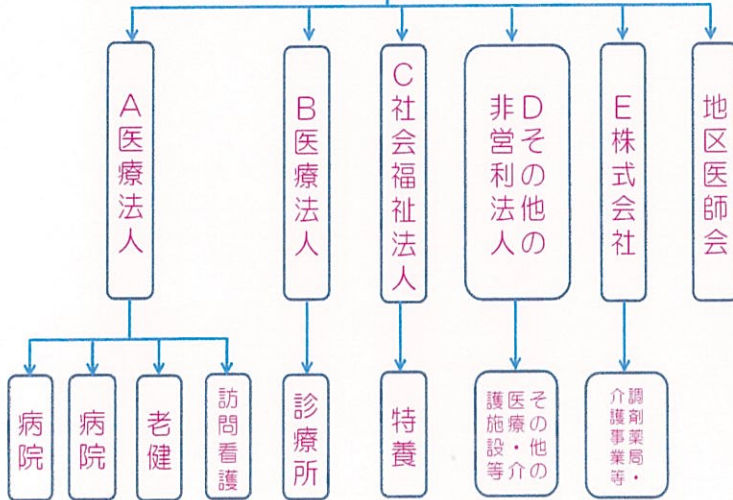 A医療法人
B医療法人
C社会福祉法人
Dその他の
非営利法人
E株式会社
地区医師会
病院
病院
老健
訪問看護
診療所
特養
その他の
医療・介
護施設等
調剤薬局・
介護事業等